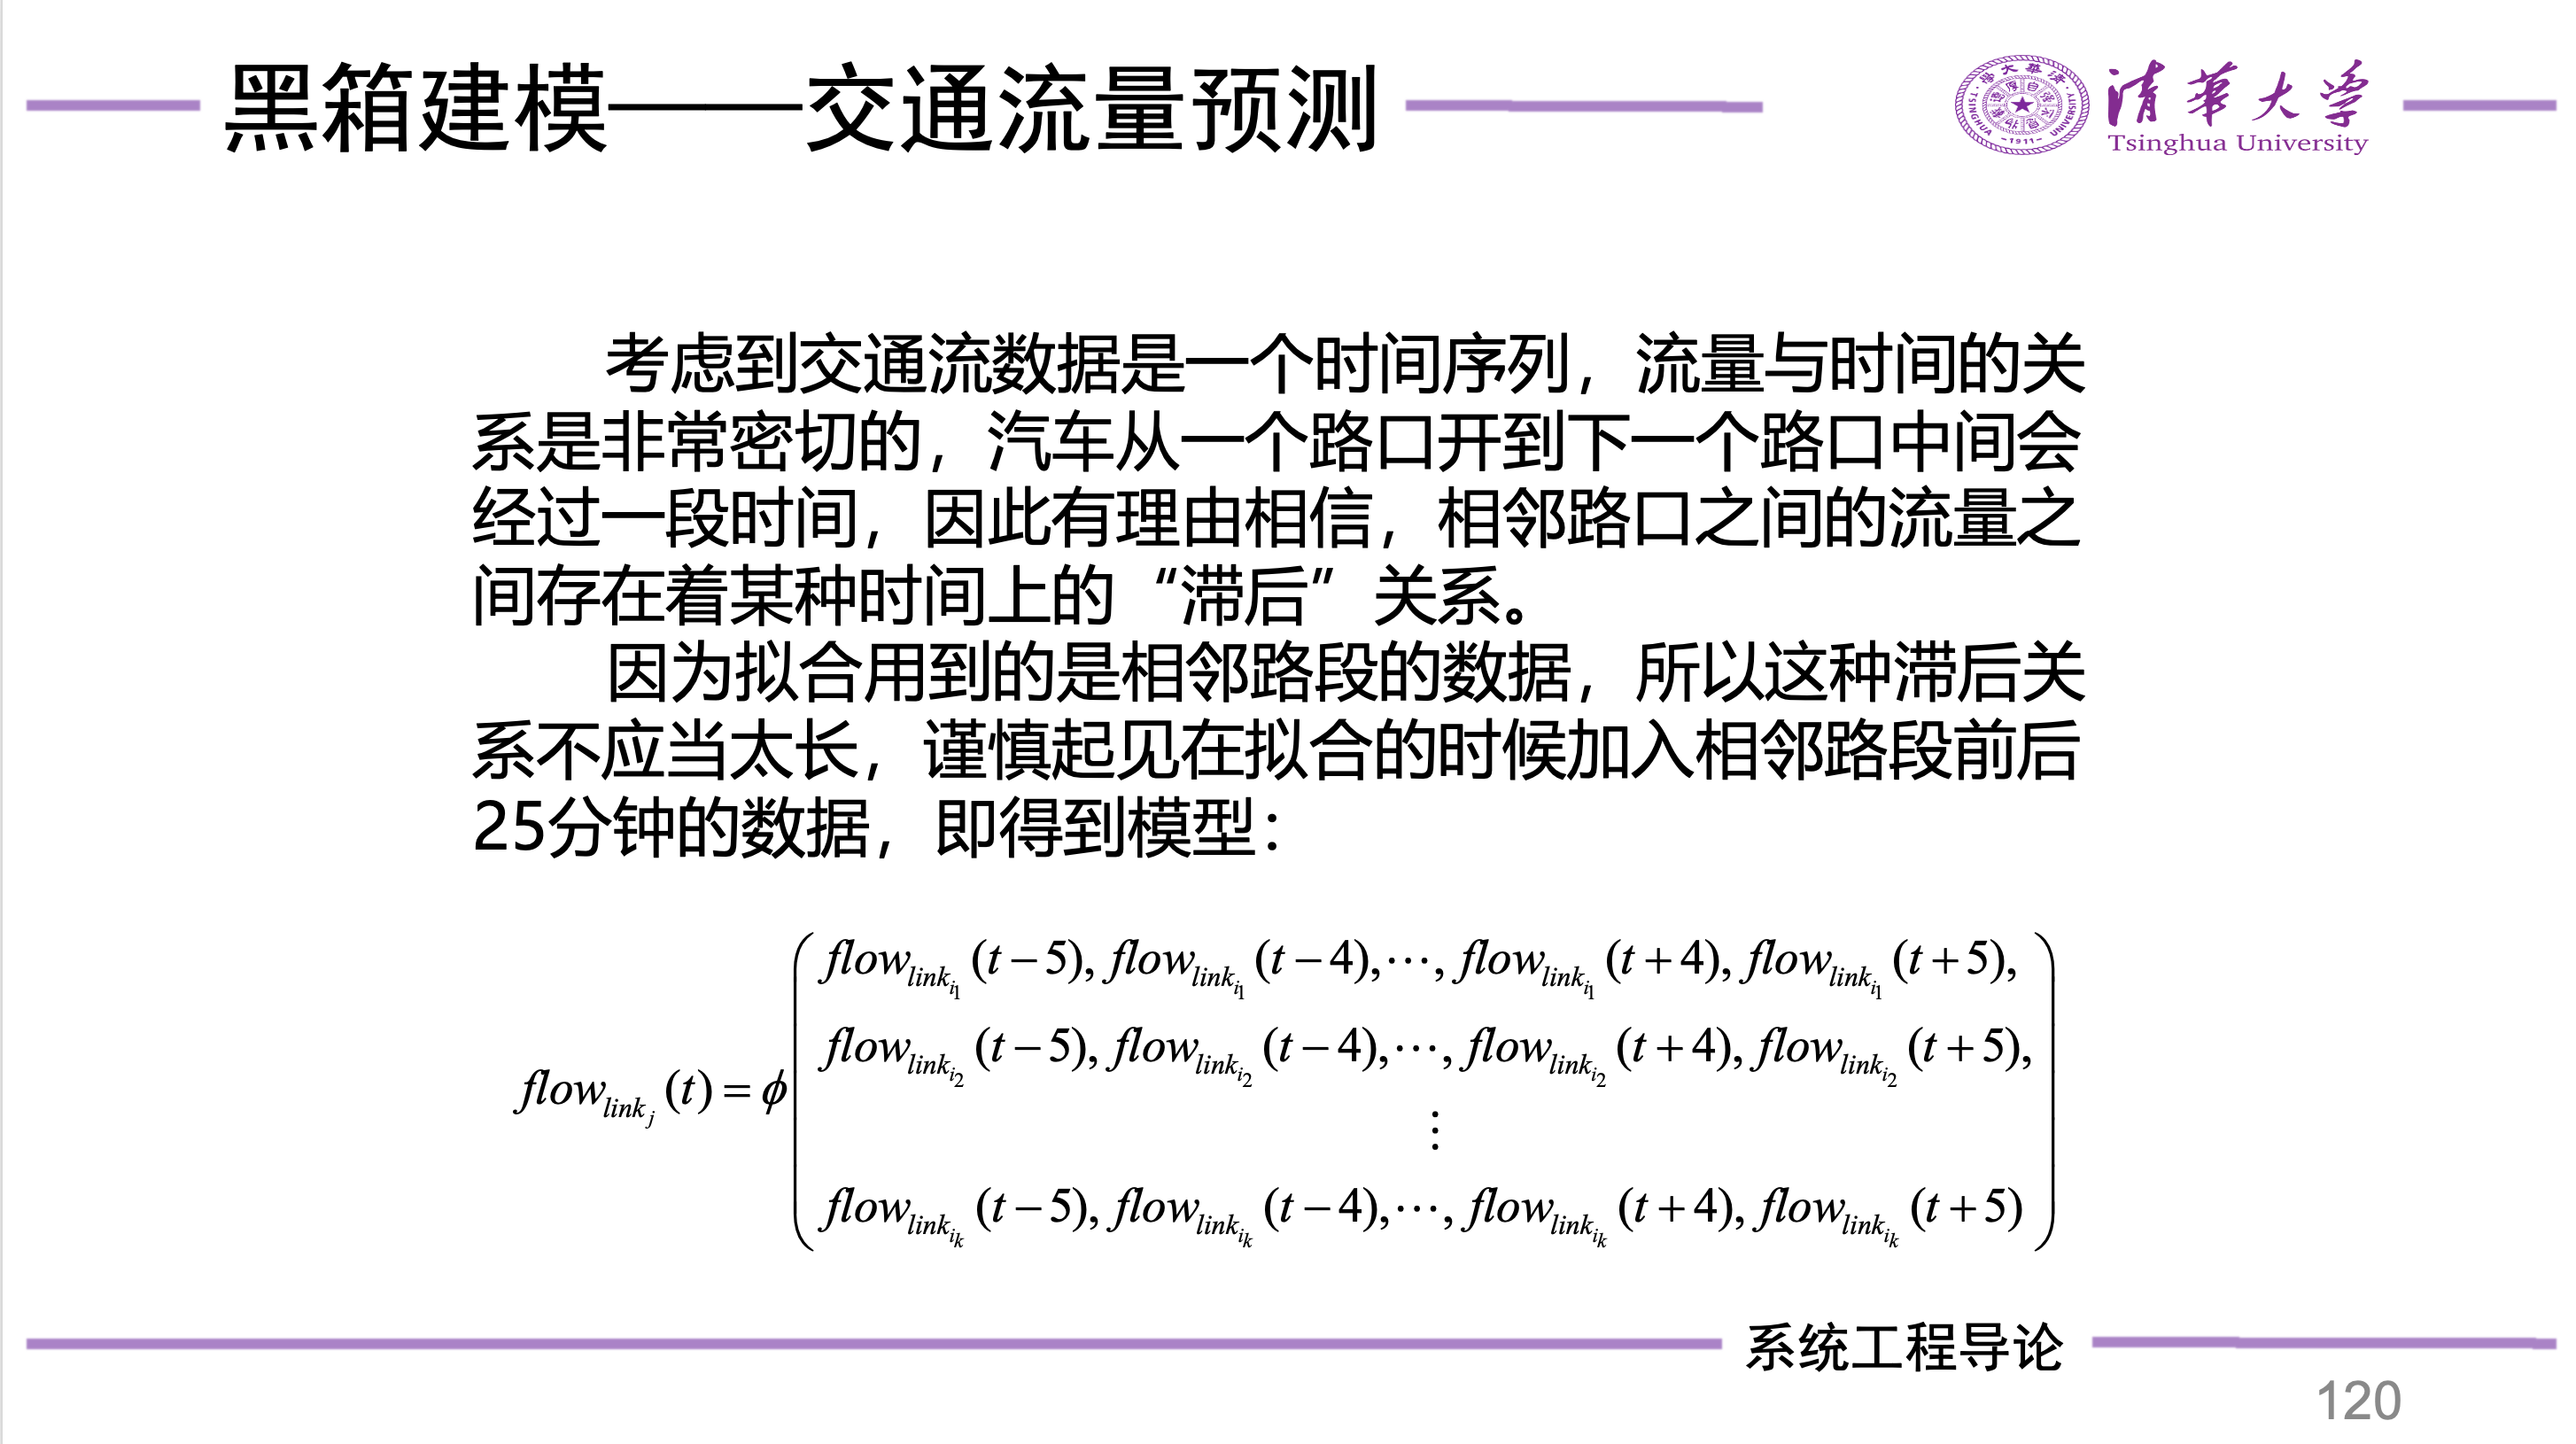 黑箱建模——交通流量预测
清华大学
Tsinghua University
考虑到交通流数据是一个时间序列，流量与时间的关
系是非常密切的，汽车从一个路口开到下一个路口中间会
经过一段时间，因此有理由相信，相邻路口之间的流量之
间存在着某种时间上的“滞后”关系。
因为拟合用到的是相邻路段的数据，所以这种滞后关
系不应当太长，谨慎起见在拟合的时候加入相邻路段前后
25分钟的数据，即得到模型：
flow_{link_{i_1}}(t−5), flow_{link_{i_1}}(t−4),⋯, flow_{link_{i_1}}(t+4), flow_{link_{i_1}}(t+5),
flow_{link_{i_2}}(t−5), flow_{link_{i_2}}(t−4),⋯, flow_{link_{i_2}}(t+4), flow_{link_{i_2}}(t+5),
flow_{link_j}(t) = ϕ
⋮
flow_{link_{i_k}}(t−5), flow_{link_{i_k}}(t−4),⋯, flow_{link_{i_k}}(t+4), flow_{link_{i_k}}(t+5)
系统工程导论
120